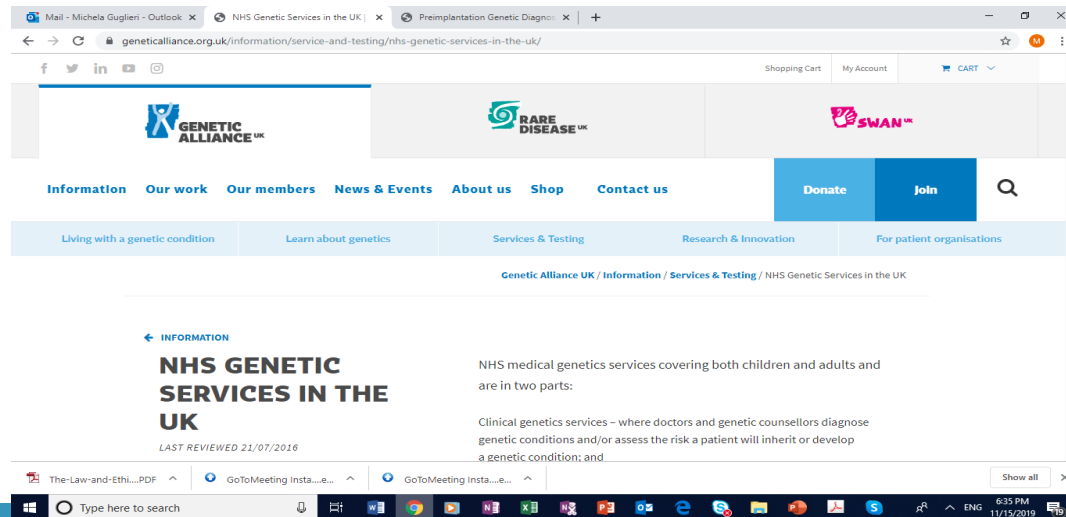 Mail - Michela Guglieri - Outlook
NHS Genetic Services in the UK |
Preimplantation Genetic Diagnos
geneticalliance.org.uk/information/service-and-testing/nhs-genetic-services-in-the-uk/
M
Shopping Cart
My Account
CART
GENETIC
ALLIANCE UK
RARE
DISEASE UK
SWAN UK
Information
Our work
Our members
News & Events
About us
Shop
Contact us
Donate
Join
Living with a genetic condition
Learn about genetics
Services & Testing
Research & Innovation
For patient organisations
Genetic Alliance UK / Information / Services & Testing / NHS Genetic Services in the UK
INFORMATION
NHS GENETIC
SERVICES IN THE
UK
LAST REVIEWED 21/07/2016
NHS medical genetics services covering both children and adults and
are in two parts:
Clinical genetics services – where doctors and genetic counsellors diagnose
genetic conditions and/or assess the risk a patient will inherit or develop
a genetic condition; and
The-Law-and-Ethi....PDF
GoToMeeting Insta....e...
GoToMeeting Insta....e...
Show all
Type here to search
ENG
6:35 PM
11/15/2019
19